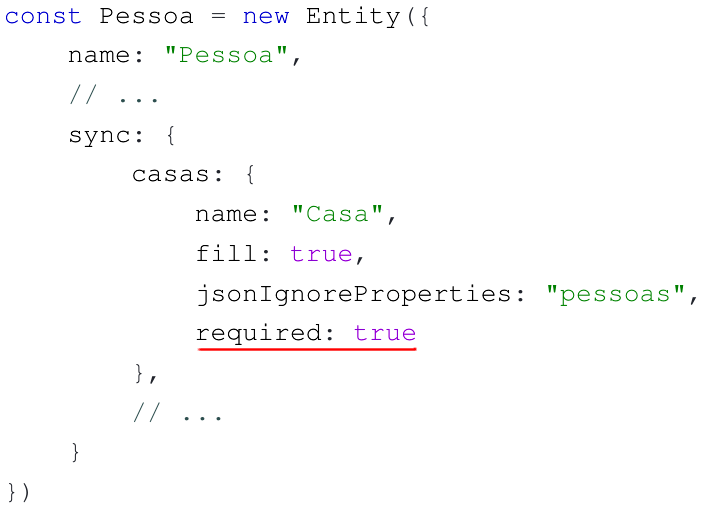 const Pessoa = new Entity({
    name: "Pessoa",
    // ...
    sync: {
        casas: {
            name: "Casa",
            fill: true,
            jsonIgnoreProperties: "pessoas",
            required: true
        },
        // ...
    }
})